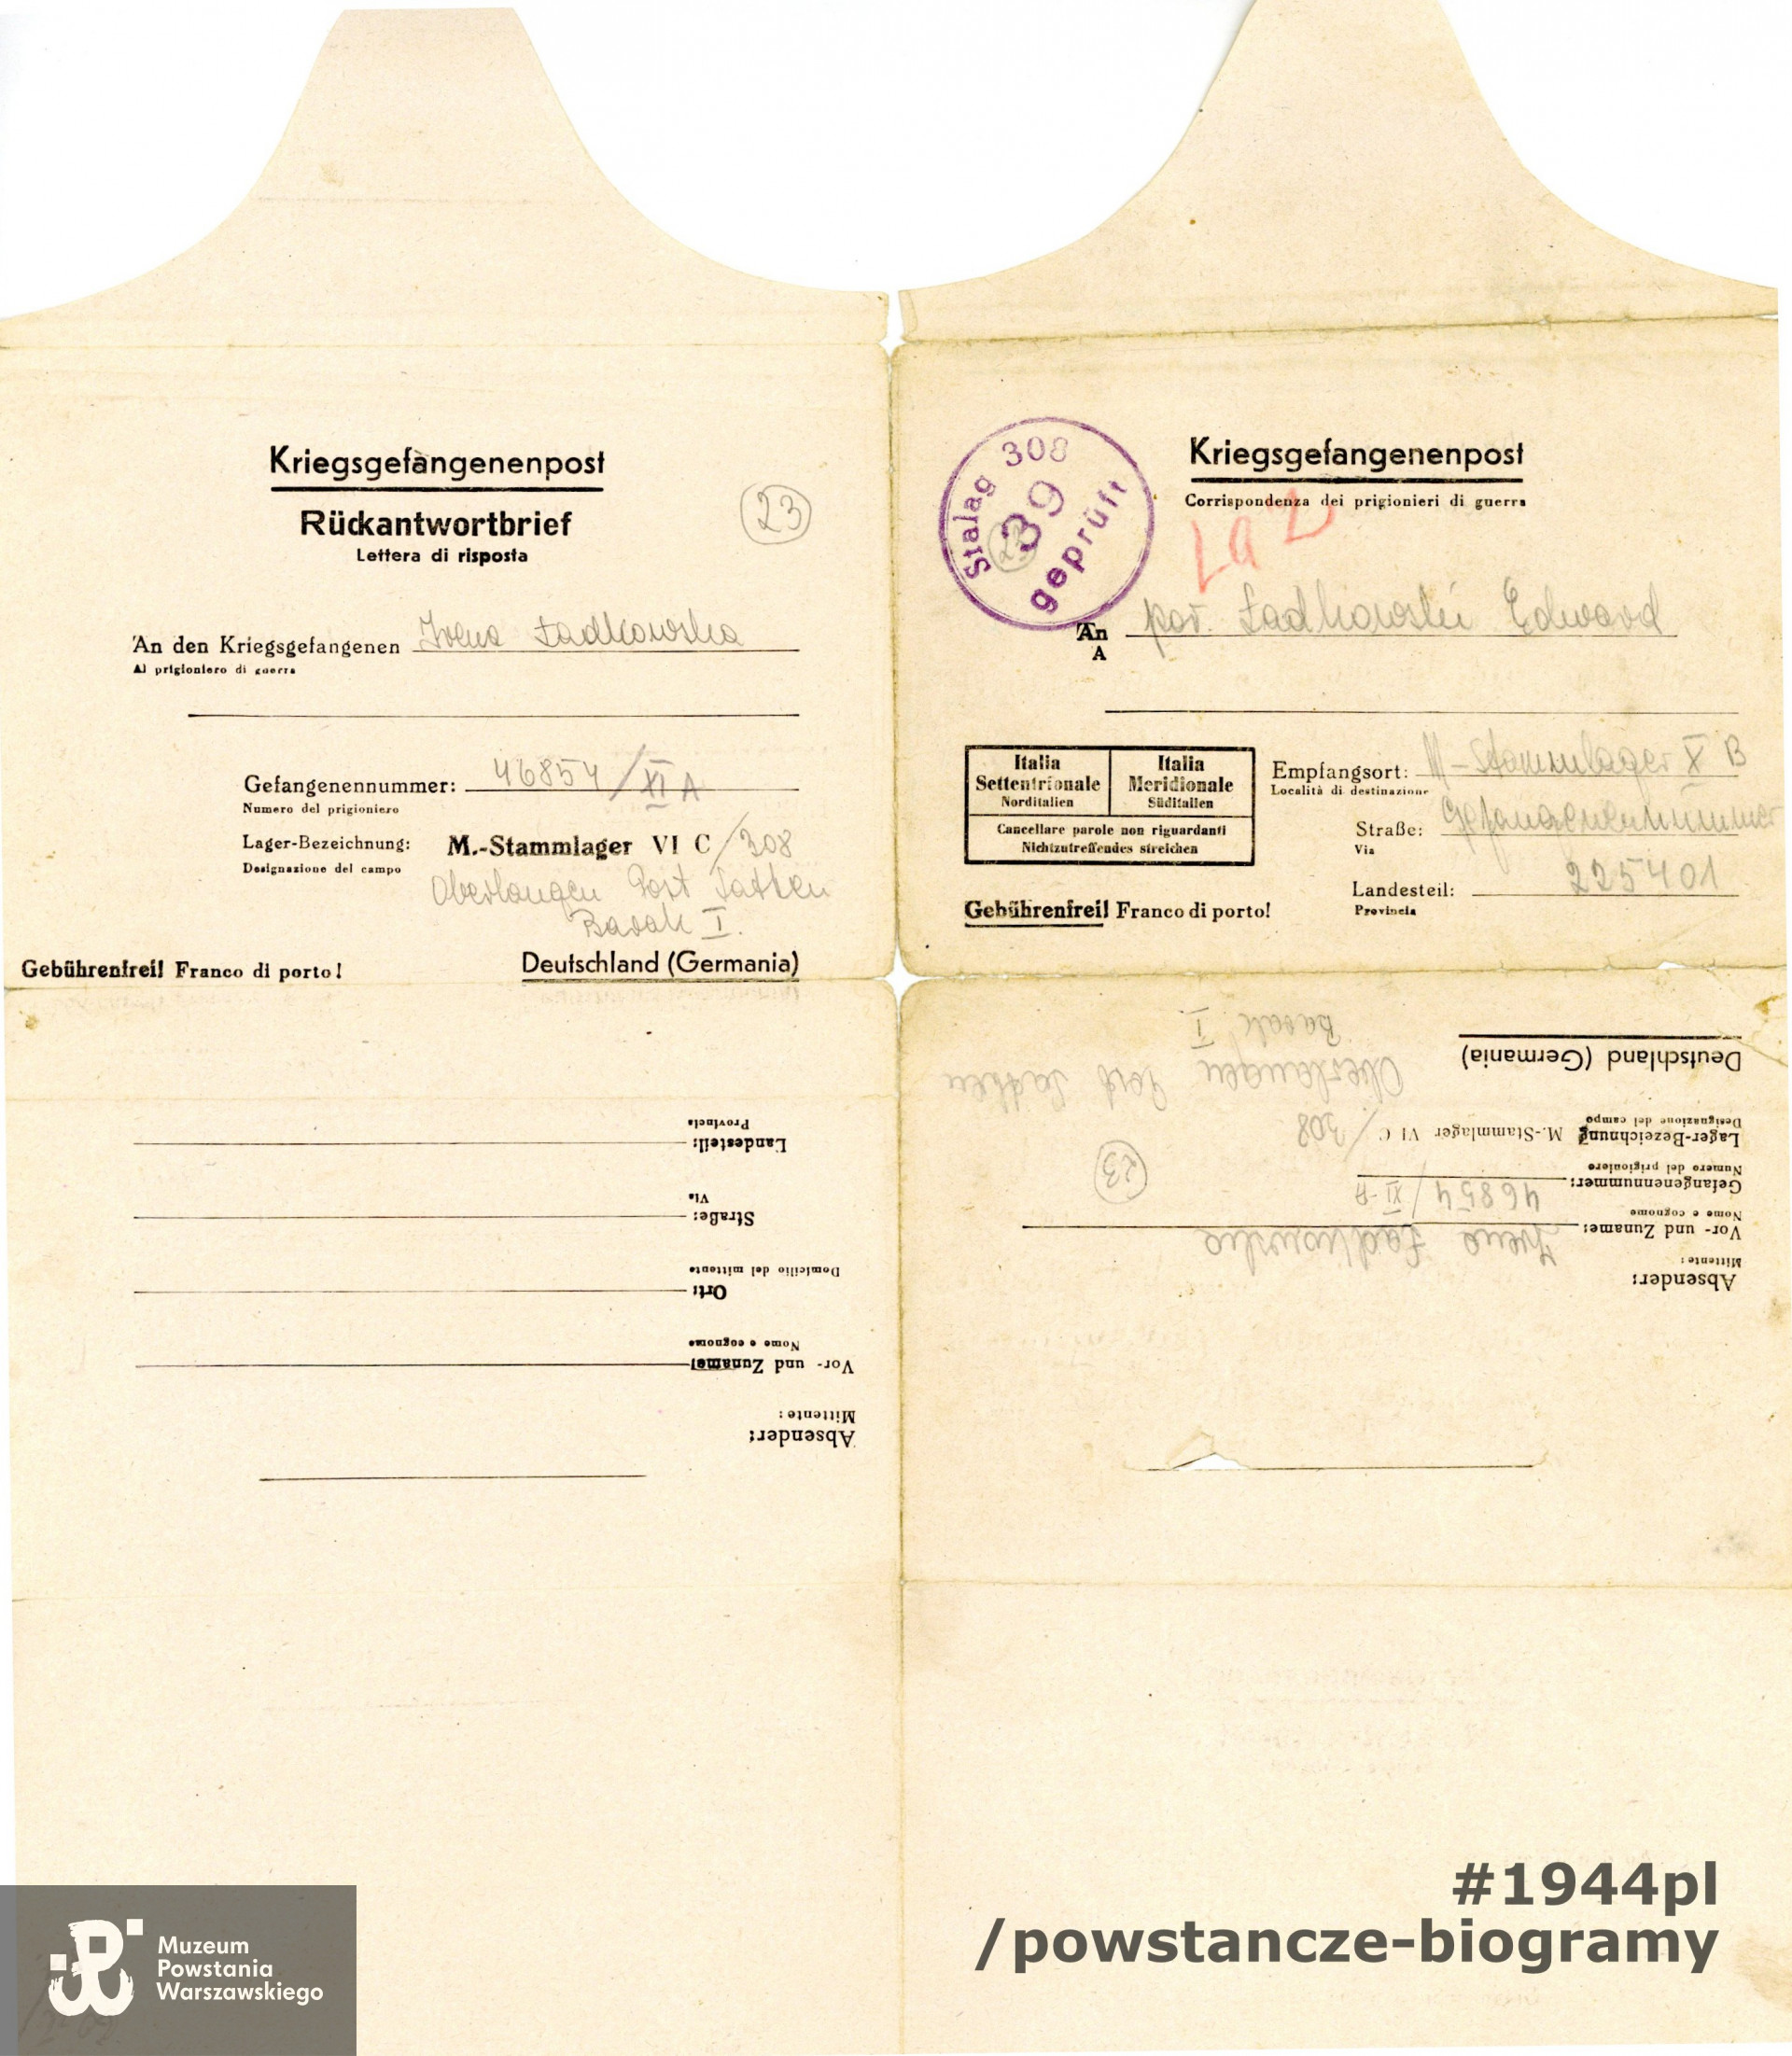 Kriegsgefangenenpost
Rückantwortbrief
Lettera di risposta
23
An den Kriegsgefangenen Irena Ładkowska
Al prigioniero di guerra
Gefangenennummer: 46854/XI A
Numero del prigioniero
Lager-Bezeichnung: M.-Stammlager VI C/308
Designazione del campo
Oberlangen Post Latten
Barak I.
Gebührenfrei! Franco di porto!
Deutschland (Germania)
Absender:
Mittente:
Vor- und Zuname:
Nome e cognome
Ort:
Domicilio del mittente
Straße:
Via
Landesteil:
Provincia
Stalag 308
39
23
geprüft
Kriegsgefangenenpost
Corrispondenza dei prigionieri di guerra
An por. Ładkowski Edward
A
Italia
Settentrionale
Norditalien
Italia
Meridionale
Süditalien
Cancellare parole non riguardanti
Nichtzutreffendes streichen
Empfangsort: M-Stammlager X B
Località di destinazione
Straße: Gefangenennummer
Via
Landesteil: 225401
Provincia
Gebührenfrei! Franco di porto!
Absender:
Mittente:
Vor- und Zuname: Irena Ładkowska
Nome e cognome
Gefangenennummer: 46854/XI-A
Numero del prigioniero
23
Lager-Bezeichnung M.-Stammlager VI C/308
Designazione del campo
Oberlangen Post Lathen
Deutschland (Germania)
Barak I.
#1944pl
/powstancze-biogramy
Muzeum
Powstania
Warszawskiego